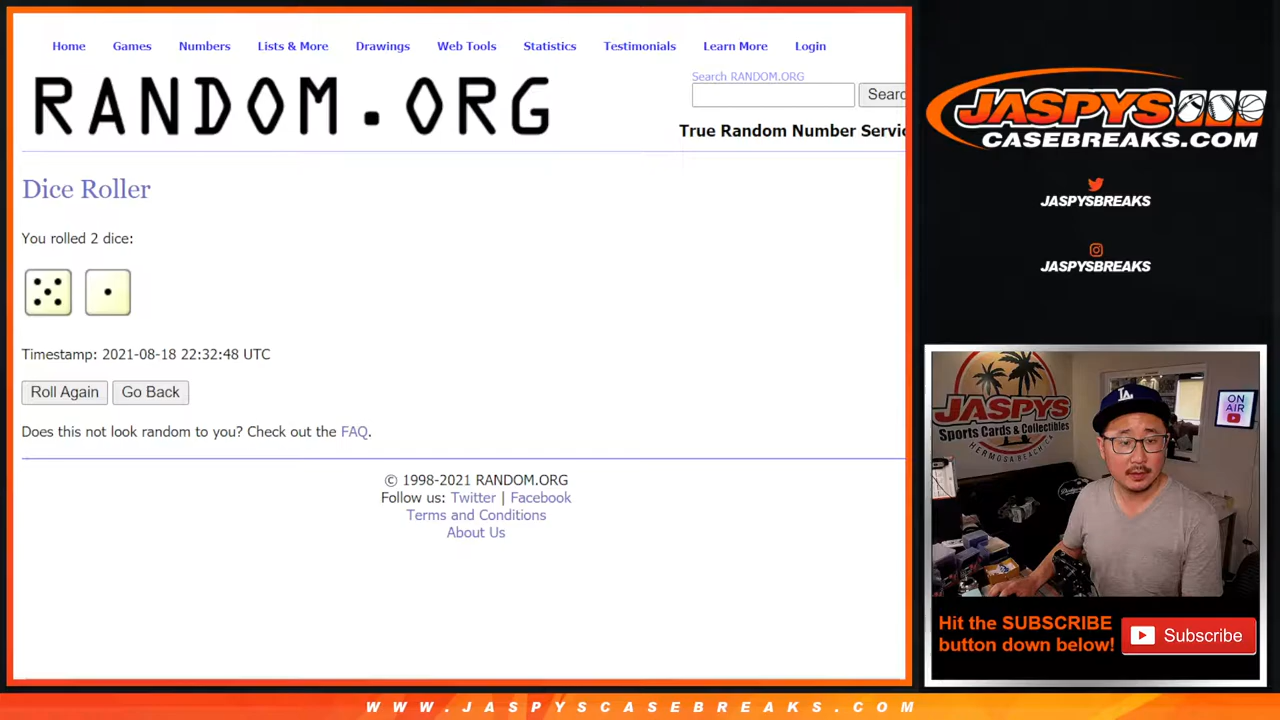 Home Games Numbers Lists & More Drawings Web Tools Statistics Testimonials Learn More Login
RANDOM.ORG
Search RANDOM.ORG
Searc
True Random Number Servic
Dice Roller
You rolled 2 dice:
Timestamp: 2021-08-18 22:32:48 UTC
Roll Again Go Back
Does this not look random to you? Check out the FAQ.
© 1998-2021 RANDOM.ORG
Follow us: Twitter | Facebook
Terms and Conditions
About Us
JASPYS
CASEBREAKS.COM
JASPYSBREAKS
JASPYSBREAKS
JASPYS
Sports Cards & Collectibles
HERMOSA BEACH, CA
LA
ON
AIR
Dodgers
Hit the SUBSCRIBE
button down below!
Subscribe
WWW.JASPYSCASEBREAKS.COM